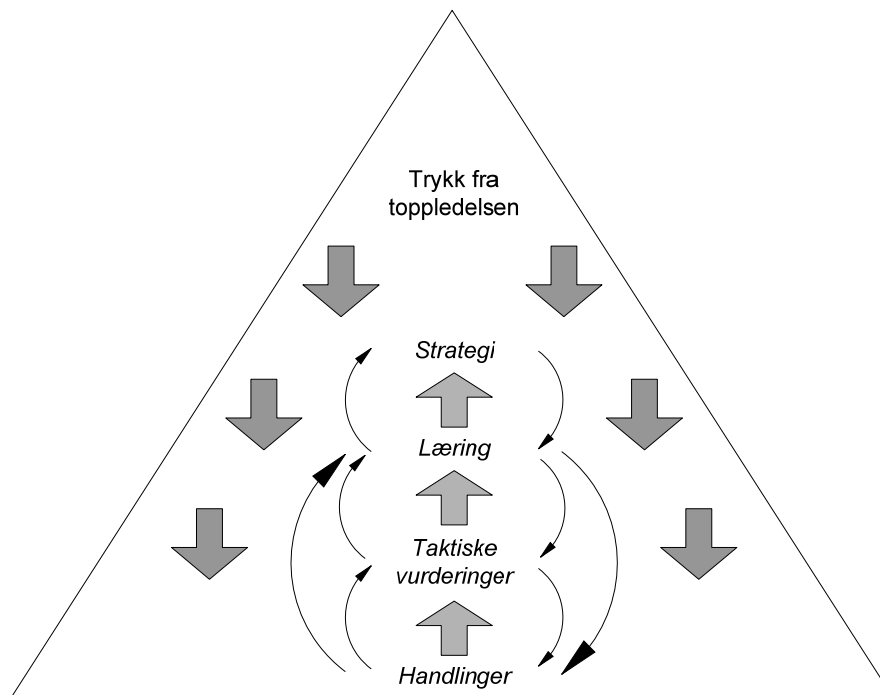 Trykk fra
toppledelsen
Strategi
Læring
Taktiske
vurderinger
Handlinger